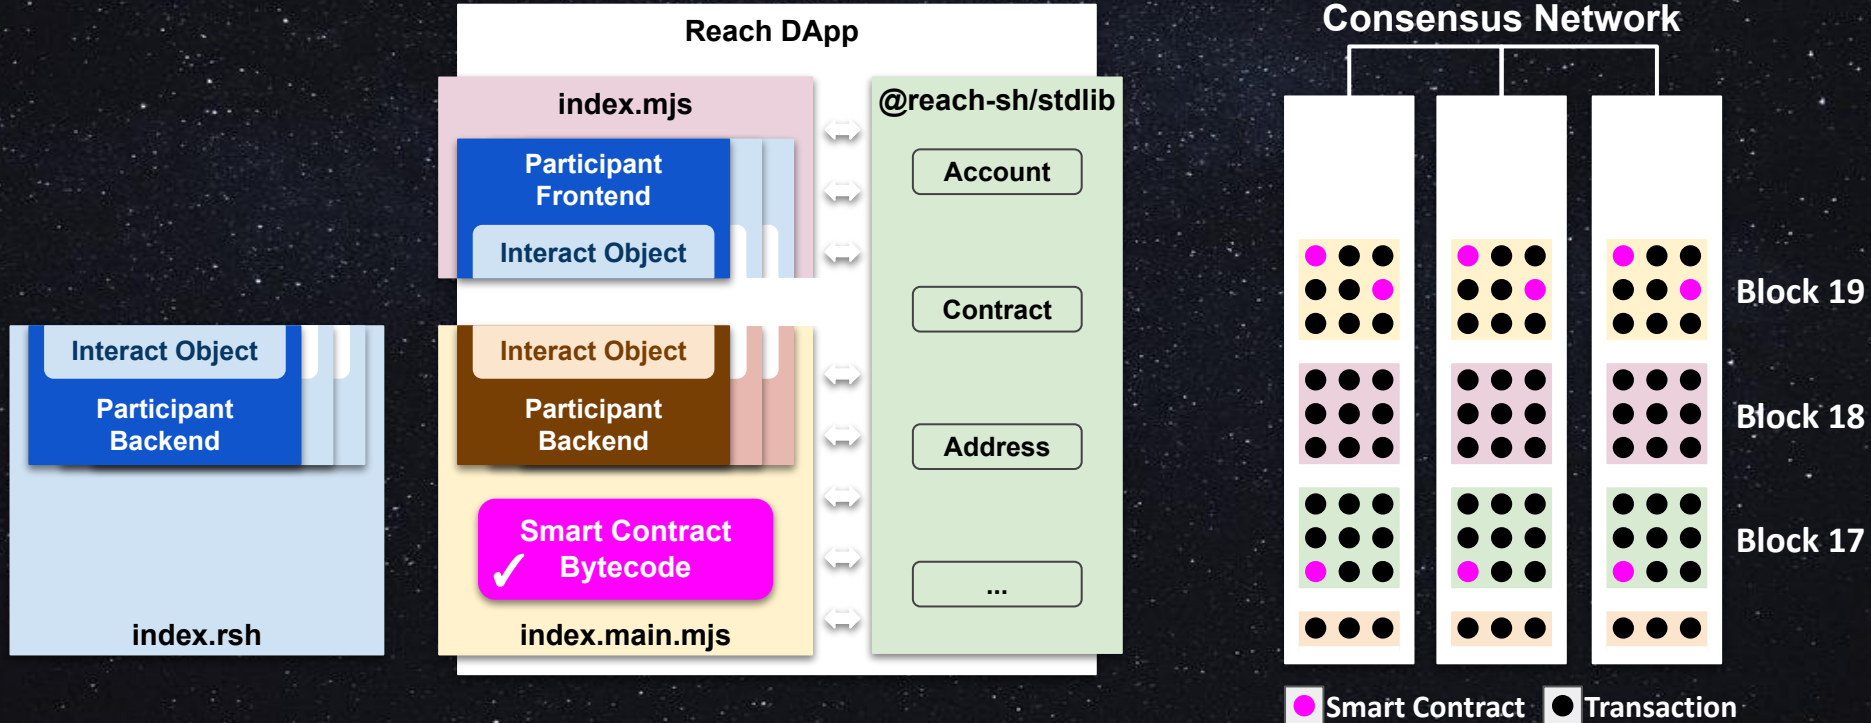 Reach DApp
Consensus Network
index.mjs
@reach-sh/stdlib
Participant
Frontend
Interact Object
Account
Contract
Address
...
Interact Object
Participant
Backend
index.rsh
Interact Object
Participant
Backend
Smart Contract
✓ Bytecode
index.main.mjs
Block 19
Block 18
Block 17
Smart Contract
Transaction